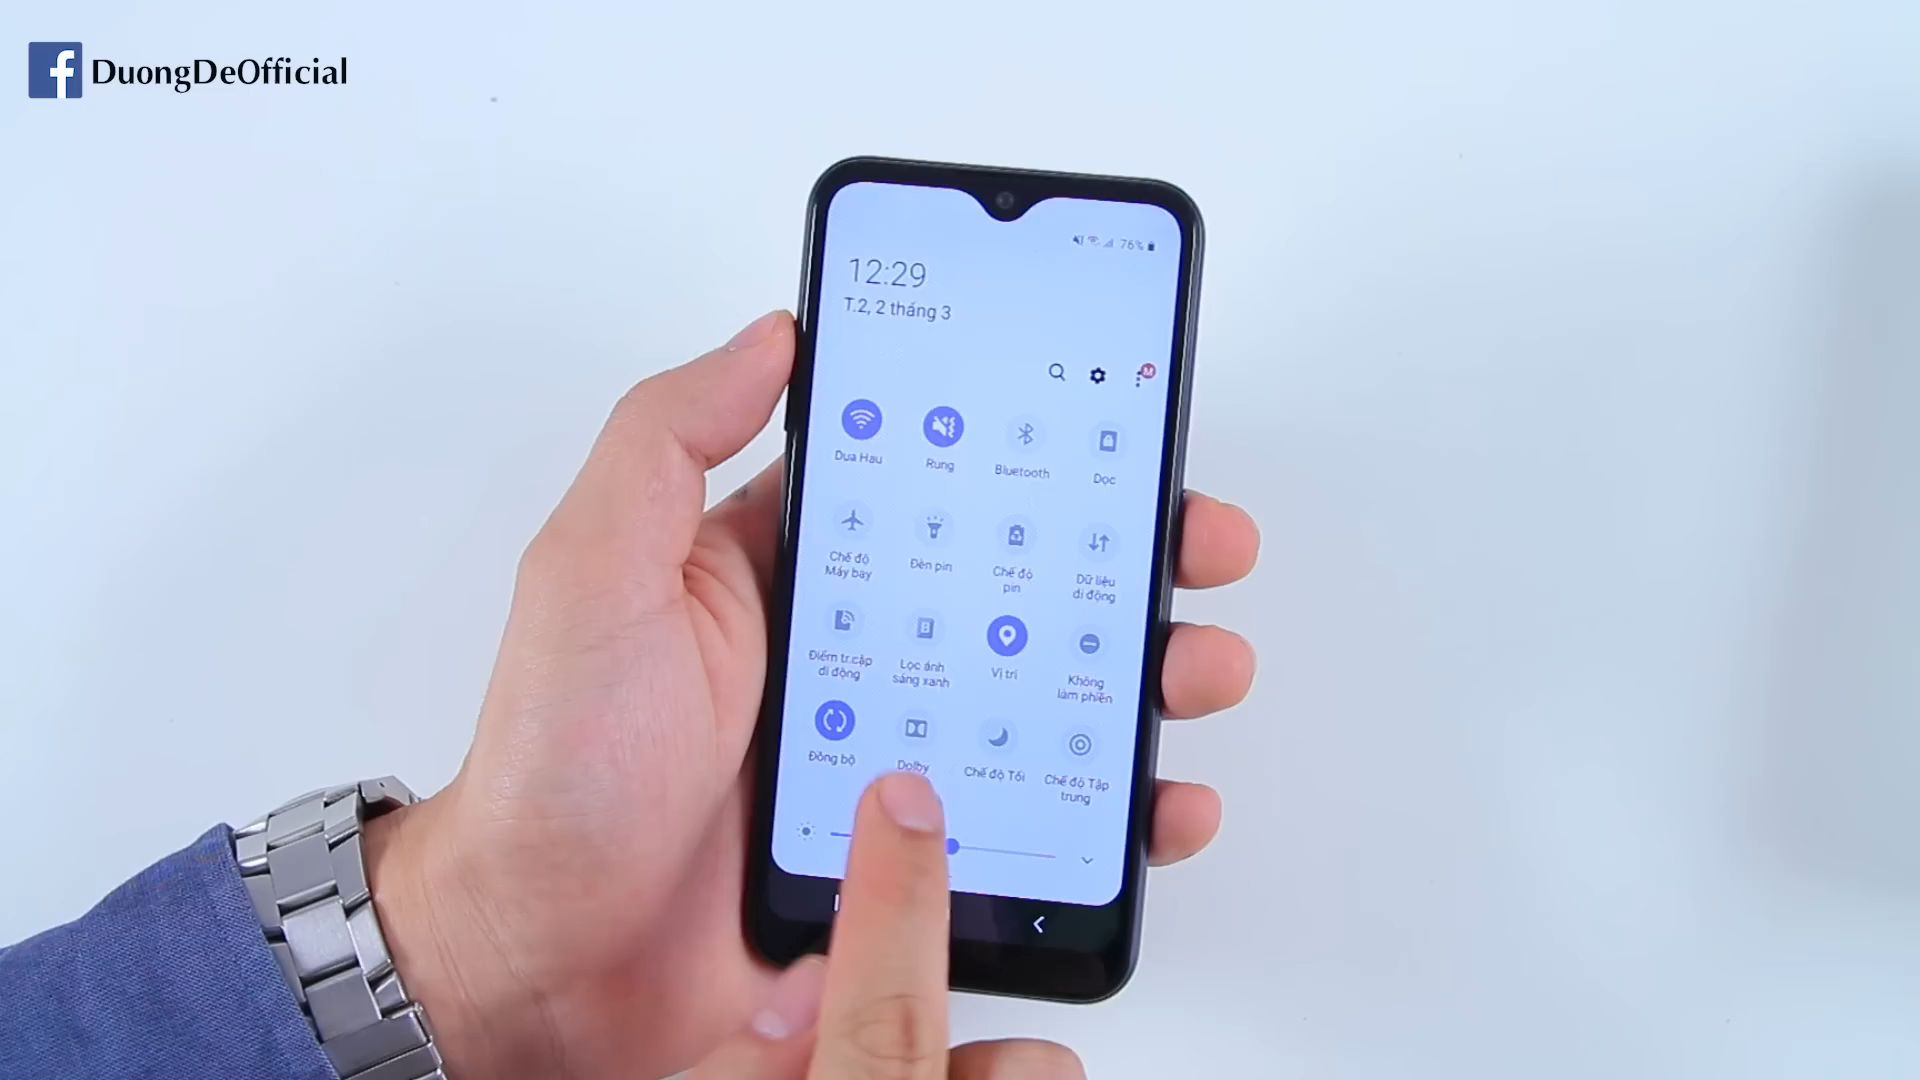 DuongDeOfficial
76%
12:29
T.2, 2 tháng 3
M
Dua Hau
Rung
Bluetooth
Dọc
Chế độ
Máy bay
Đèn pin
Chế độ
pin
Dữ liệu
di động
Điểm tr.cập
di động
Lọc ánh
sáng xanh
Vị trí
Không
làm phiền
Đồng bộ
Dolby
Chế độ Tối
Chế độ Tập
trung